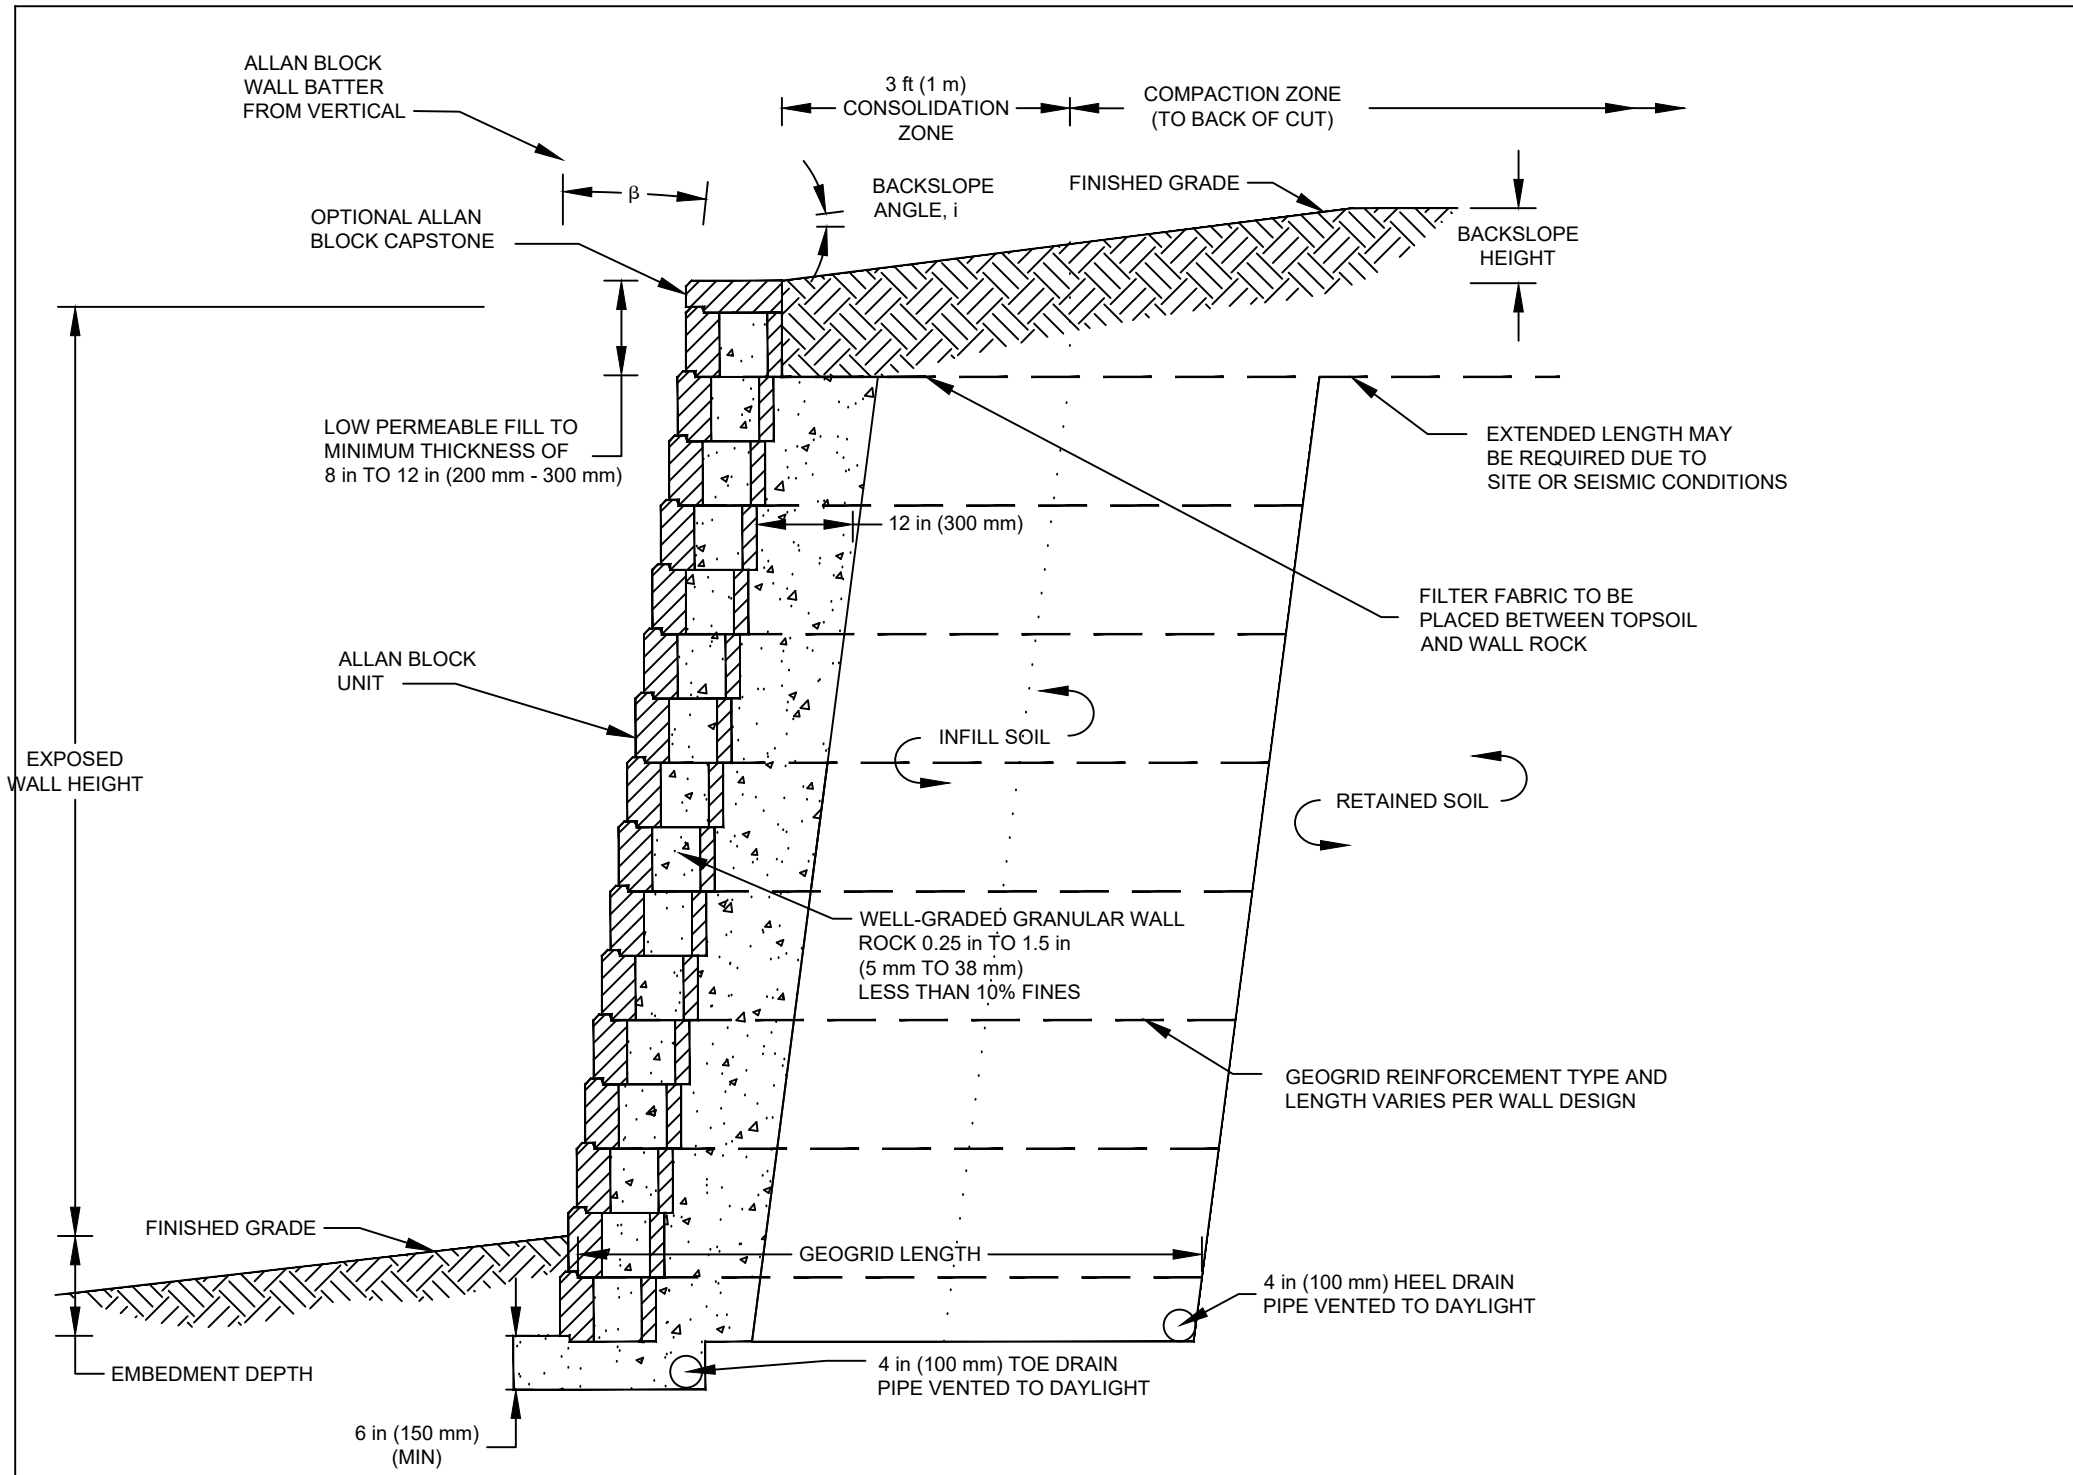 ALLAN BLOCK
WALL BATTER
FROM VERTICAL
3 ft (1 m)
CONSOLIDATION
ZONE
COMPACTION ZONE
(TO BACK OF CUT)
β
BACKSLOPE
ANGLE, i
FINISHED GRADE
OPTIONAL ALLAN
BLOCK CAPSTONE
BACKSLOPE
HEIGHT
LOW PERMEABLE FILL TO
MINIMUM THICKNESS OF
8 in TO 12 in (200 mm - 300 mm)
EXTENDED LENGTH MAY
BE REQUIRED DUE TO
SITE OR SEISMIC CONDITIONS
12 in (300 mm)
FILTER FABRIC TO BE
PLACED BETWEEN TOPSOIL
AND WALL ROCK
ALLAN BLOCK
UNIT
INFILL SOIL
EXPOSED
WALL HEIGHT
RETAINED SOIL
WELL-GRADED GRANULAR WALL
ROCK 0.25 in TO 1.5 in
(5 mm TO 38 mm)
LESS THAN 10% FINES
GEOGRID REINFORCEMENT TYPE AND
LENGTH VARIES PER WALL DESIGN
FINISHED GRADE
GEOGRID LENGTH
4 in (100 mm) HEEL DRAIN
PIPE VENTED TO DAYLIGHT
EMBEDMENT DEPTH
4 in (100 mm) TOE DRAIN
PIPE VENTED TO DAYLIGHT
6 in (150 mm)
(MIN)